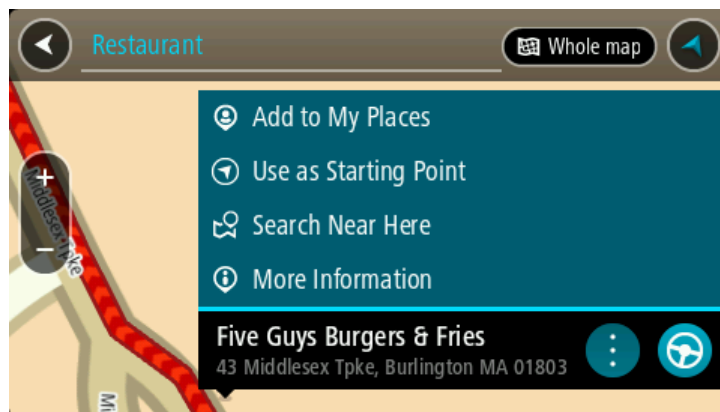 Restaurant
Whole map
Add to My Places
Use as Starting Point
Search Near Here
More Information
Five Guys Burgers & Fries
43 Middlesex Tpke, Burlington MA 01803
+
−
Middlesex Tpke
Mi